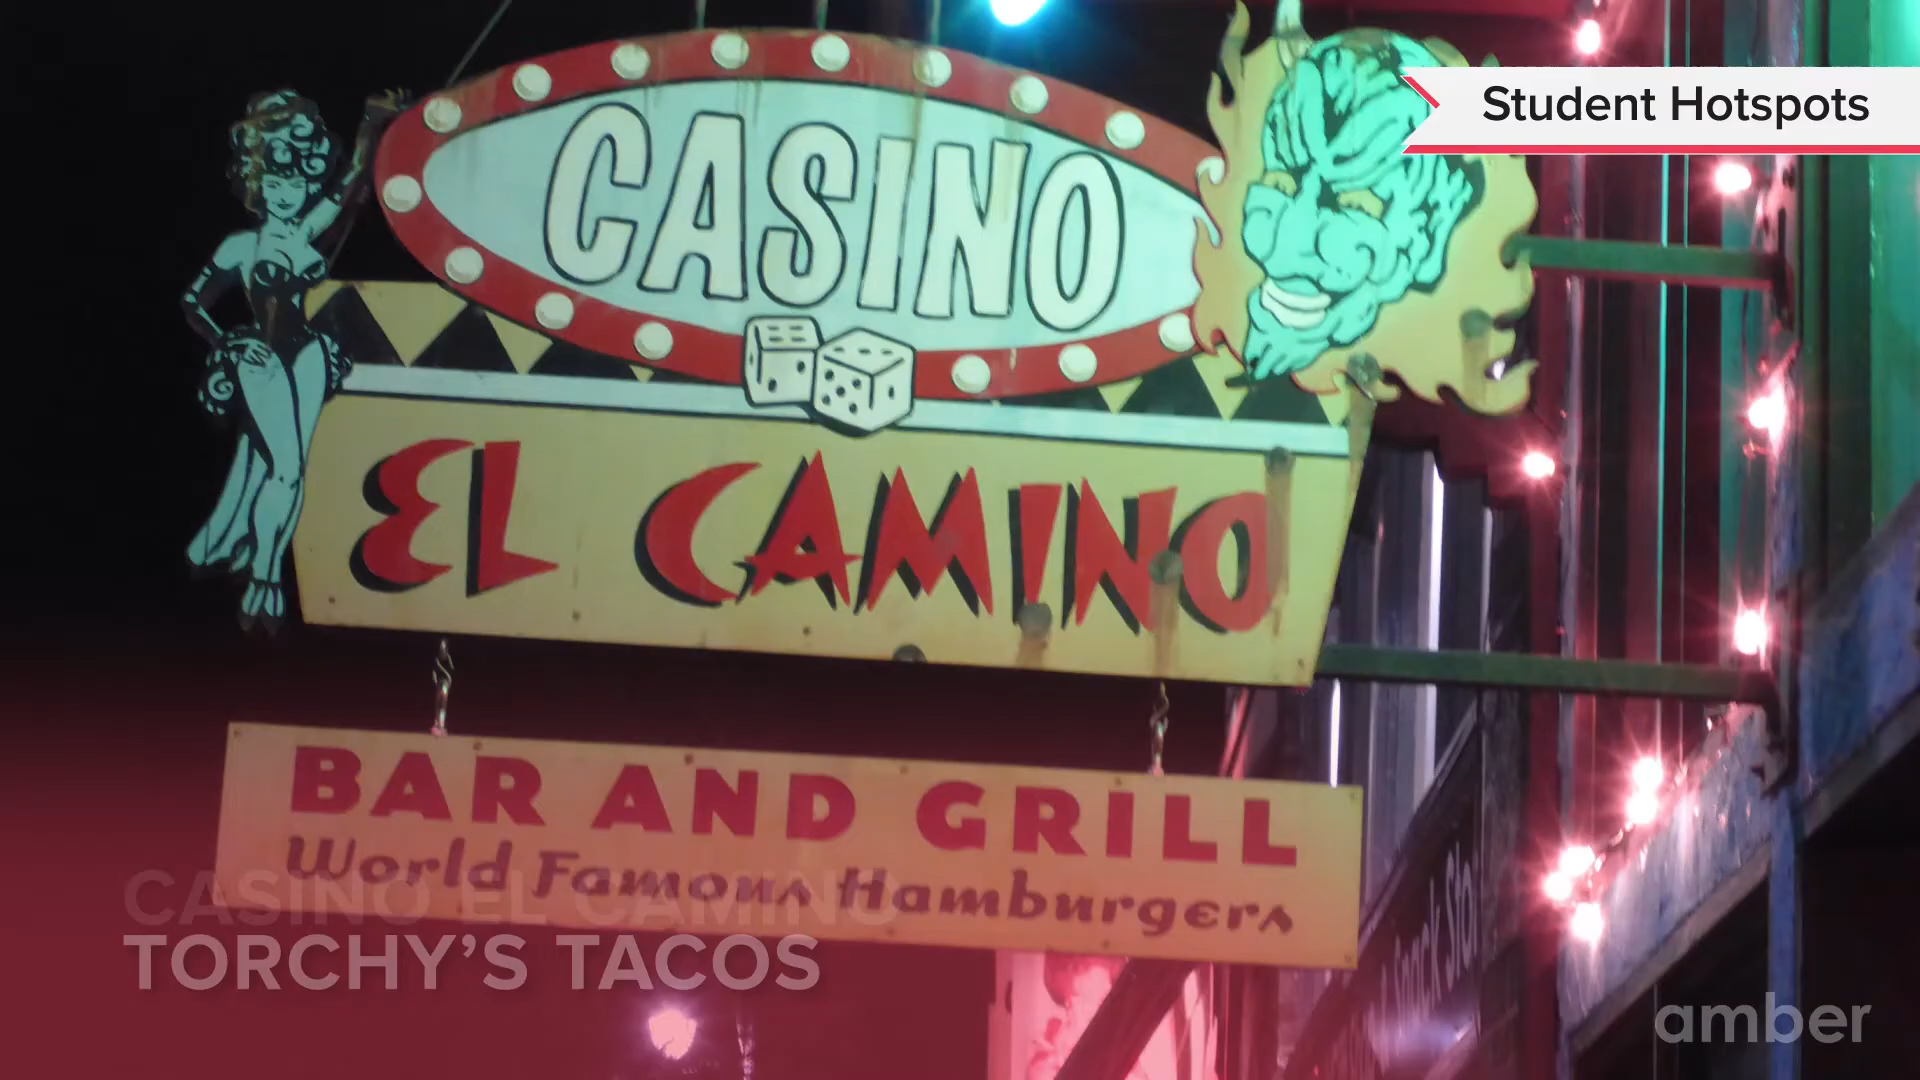 Student Hotspots
CASINO
EL CAMINO
BAR AND GRILL
World Famous Hamburgers
CASINO EL CAMINO
TORCHY'S TACOS
amber